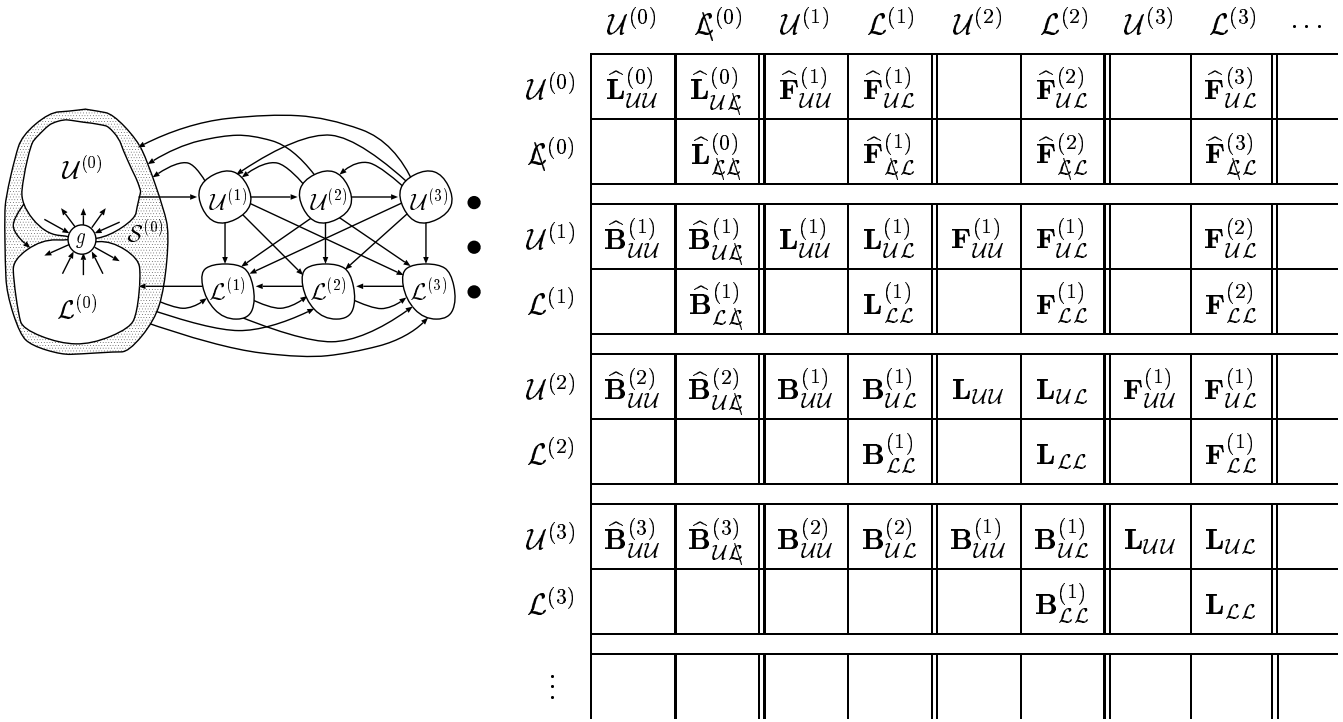 𝒰^(0) ℒ̸^(0) 𝒰^(1) ℒ^(1) 𝒰^(2) ℒ^(2) 𝒰^(3) ℒ^(3) ⋯
𝒰^(0) L̂^(0)_𝒰𝒰 L̂^(0)_𝒰ℒ̸ F̂^(1)_𝒰𝒰 F̂^(1)_𝒰ℒ F̂^(2)_𝒰ℒ F̂^(3)_𝒰ℒ
ℒ̸^(0) L̂^(0)_ℒ̸ℒ̸ F̂^(1)_ℒ̸ℒ F̂^(2)_ℒ̸ℒ F̂^(3)_ℒ̸ℒ
𝒰^(1) B̂^(1)_𝒰𝒰 B̂^(1)_𝒰ℒ̸ L^(1)_𝒰𝒰 L^(1)_𝒰ℒ F^(1)_𝒰𝒰 F^(1)_𝒰ℒ F^(2)_𝒰ℒ
ℒ^(1) B̂^(1)_ℒℒ̸ L^(1)_ℒℒ F^(1)_ℒℒ F^(2)_ℒℒ
𝒰^(2) B̂^(2)_𝒰𝒰 B̂^(2)_𝒰ℒ̸ B^(1)_𝒰𝒰 B^(1)_𝒰ℒ L_𝒰𝒰 L_𝒰ℒ F^(1)_𝒰𝒰 F^(1)_𝒰ℒ
ℒ^(2) B^(1)_ℒℒ L_ℒℒ F^(1)_ℒℒ
𝒰^(3) B̂^(3)_𝒰𝒰 B̂^(3)_𝒰ℒ̸ B^(2)_𝒰𝒰 B^(2)_𝒰ℒ B^(1)_𝒰𝒰 B^(1)_𝒰ℒ L_𝒰𝒰 L_𝒰ℒ
ℒ^(3) B^(1)_ℒℒ L_ℒℒ
⋮
𝒰^(0)
𝒰^(1) 𝒰^(2) 𝒰^(3)
g 𝒮^(0)
ℒ^(0) ℒ^(1) ℒ^(2) ℒ^(3)